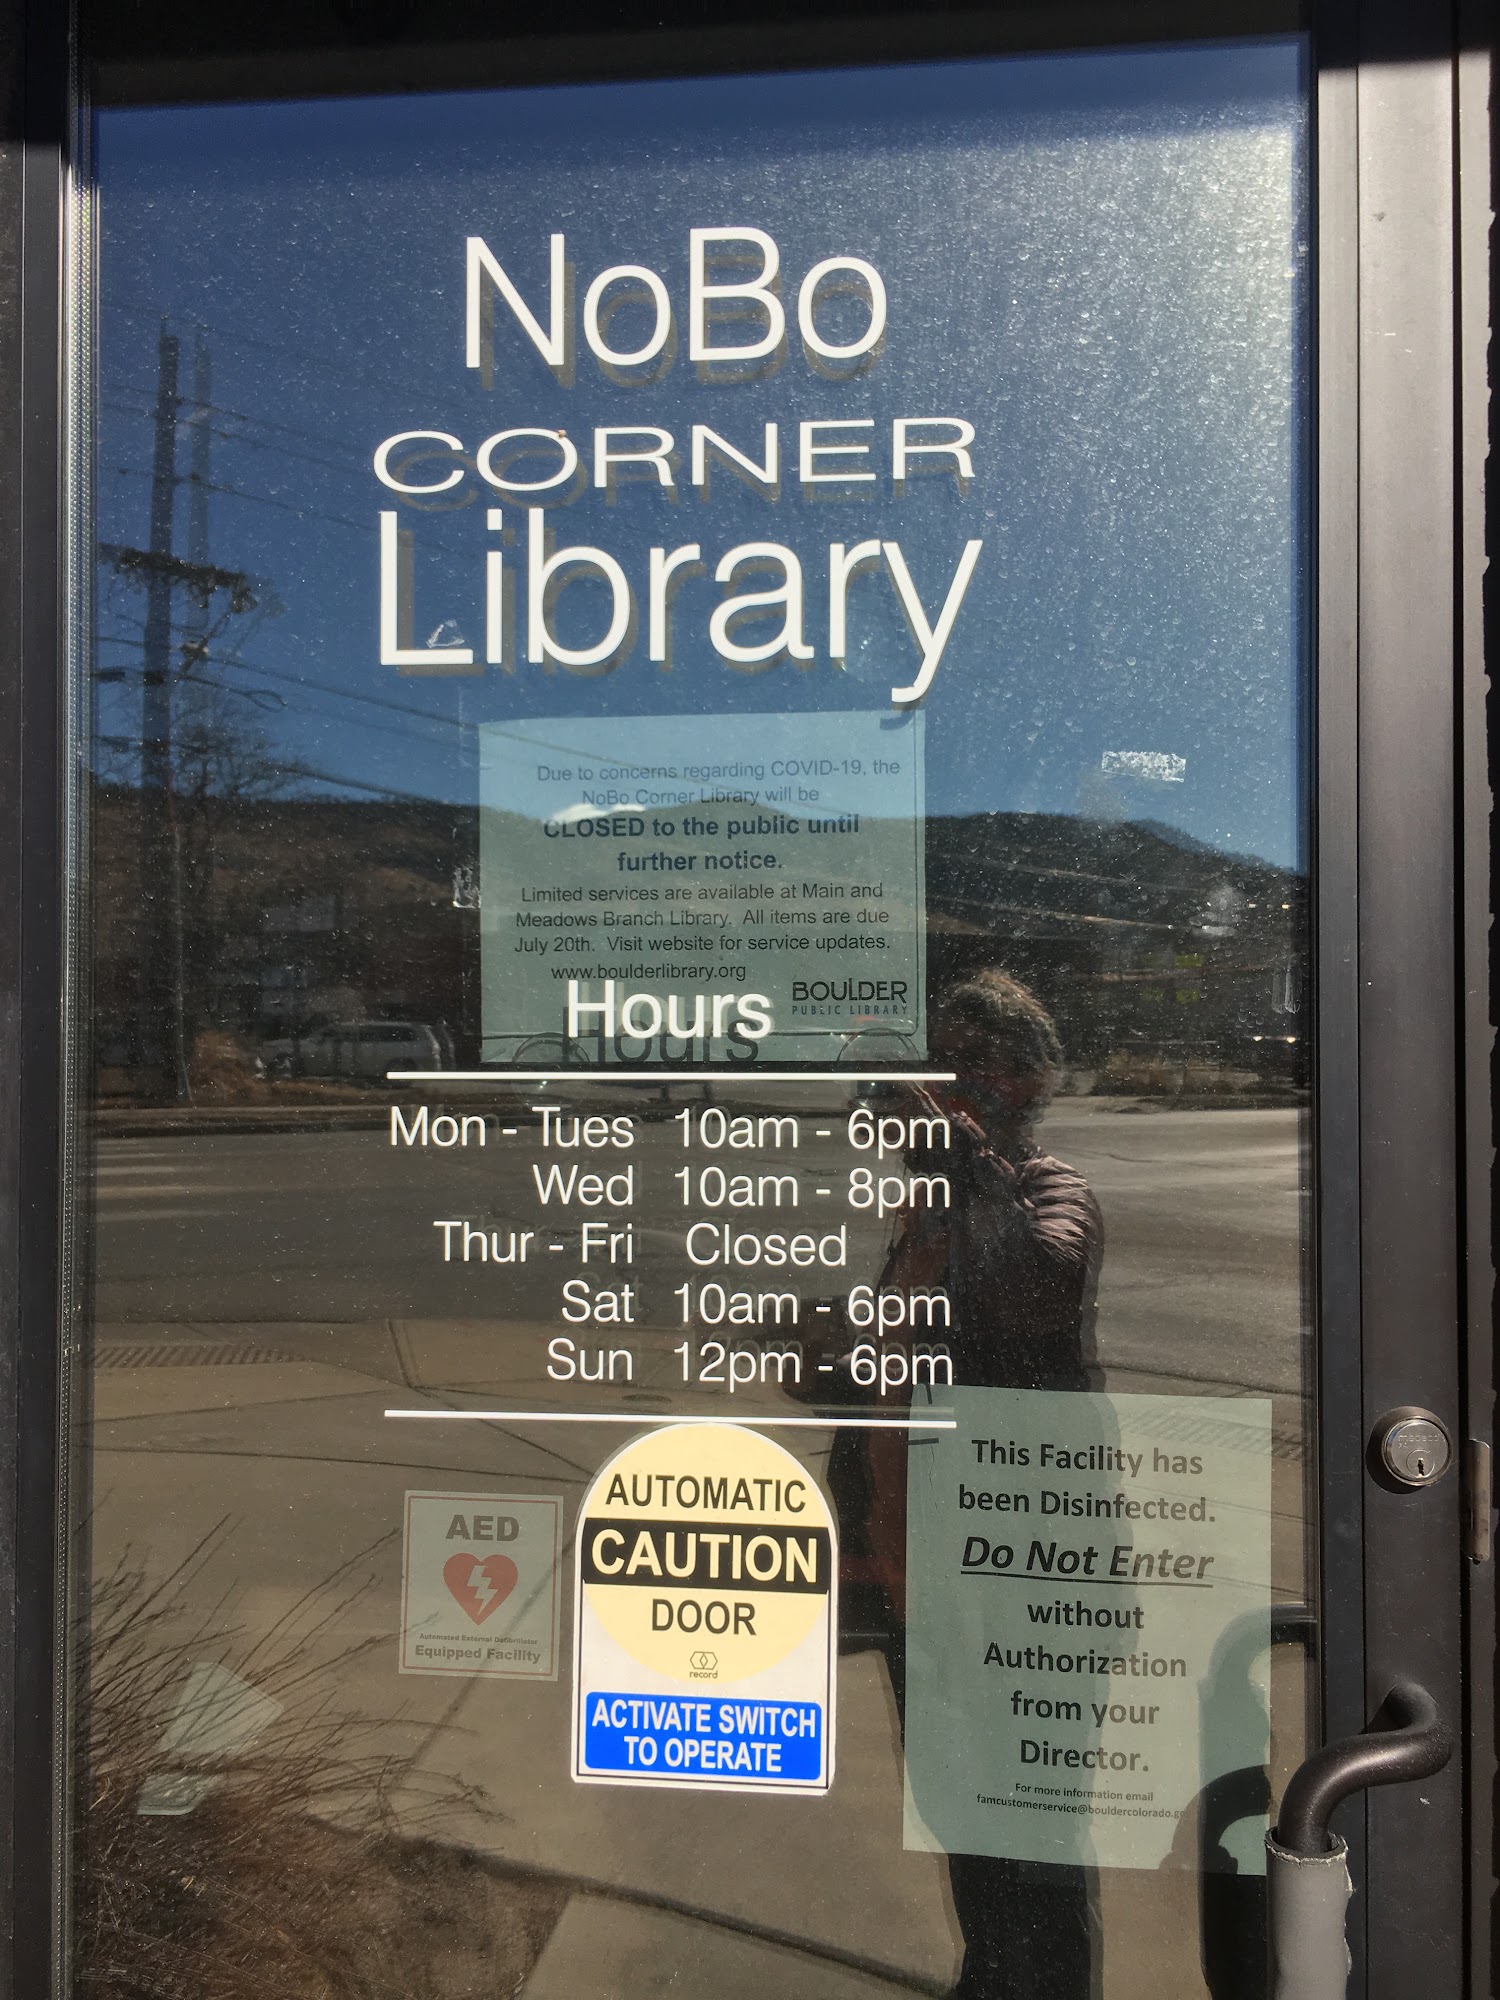 NoBo
CORNER
Library
Due to concerns regarding COVID-19, the
NoBo Corner Library will be
CLOSED to the public until
further notice.
Limited services are available at Main and
Meadows Branch Library. All items are due
July 20th. Visit website for service updates.
www.boulderlibrary.org
BOULDER
PUBLIC LIBRARY
Hours
Mon - Tues 10am - 6pm
Wed 10am - 8pm
Thur - Fri Closed
Sat 10am - 6pm
Sun 12pm - 6pm
AED
Automated External Defibrillator
Equipped Facility
AUTOMATIC
CAUTION
DOOR
record
ACTIVATE SWITCH
TO OPERATE
This Facility has
been Disinfected.
Do Not Enter
without
Authorization
from your
Director.
For more information email
famcustomerservice@bouldercolorado.go